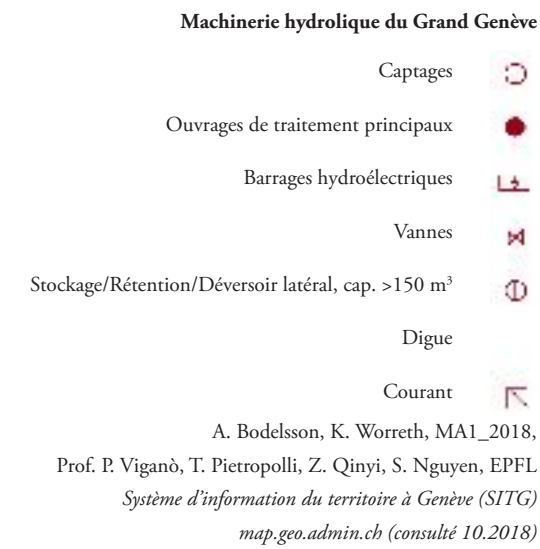 Machinerie hydrolique du Grand Genève
Captages
Ouvrages de traitement principaux
Barrages hydroélectriques
Vannes
Stockage/Rétention/Déversoir latéral, cap. >150 m³
Digue
Courant
A. Bodelsson, K. Worreth, MA1_2018,
Prof. P. Viganò, T. Pietropolli, Z. Qinyi, S. Nguyen, EPFL
Système d'information du territoire à Genève (SITG)
map.geo.admin.ch (consulté 10.2018)